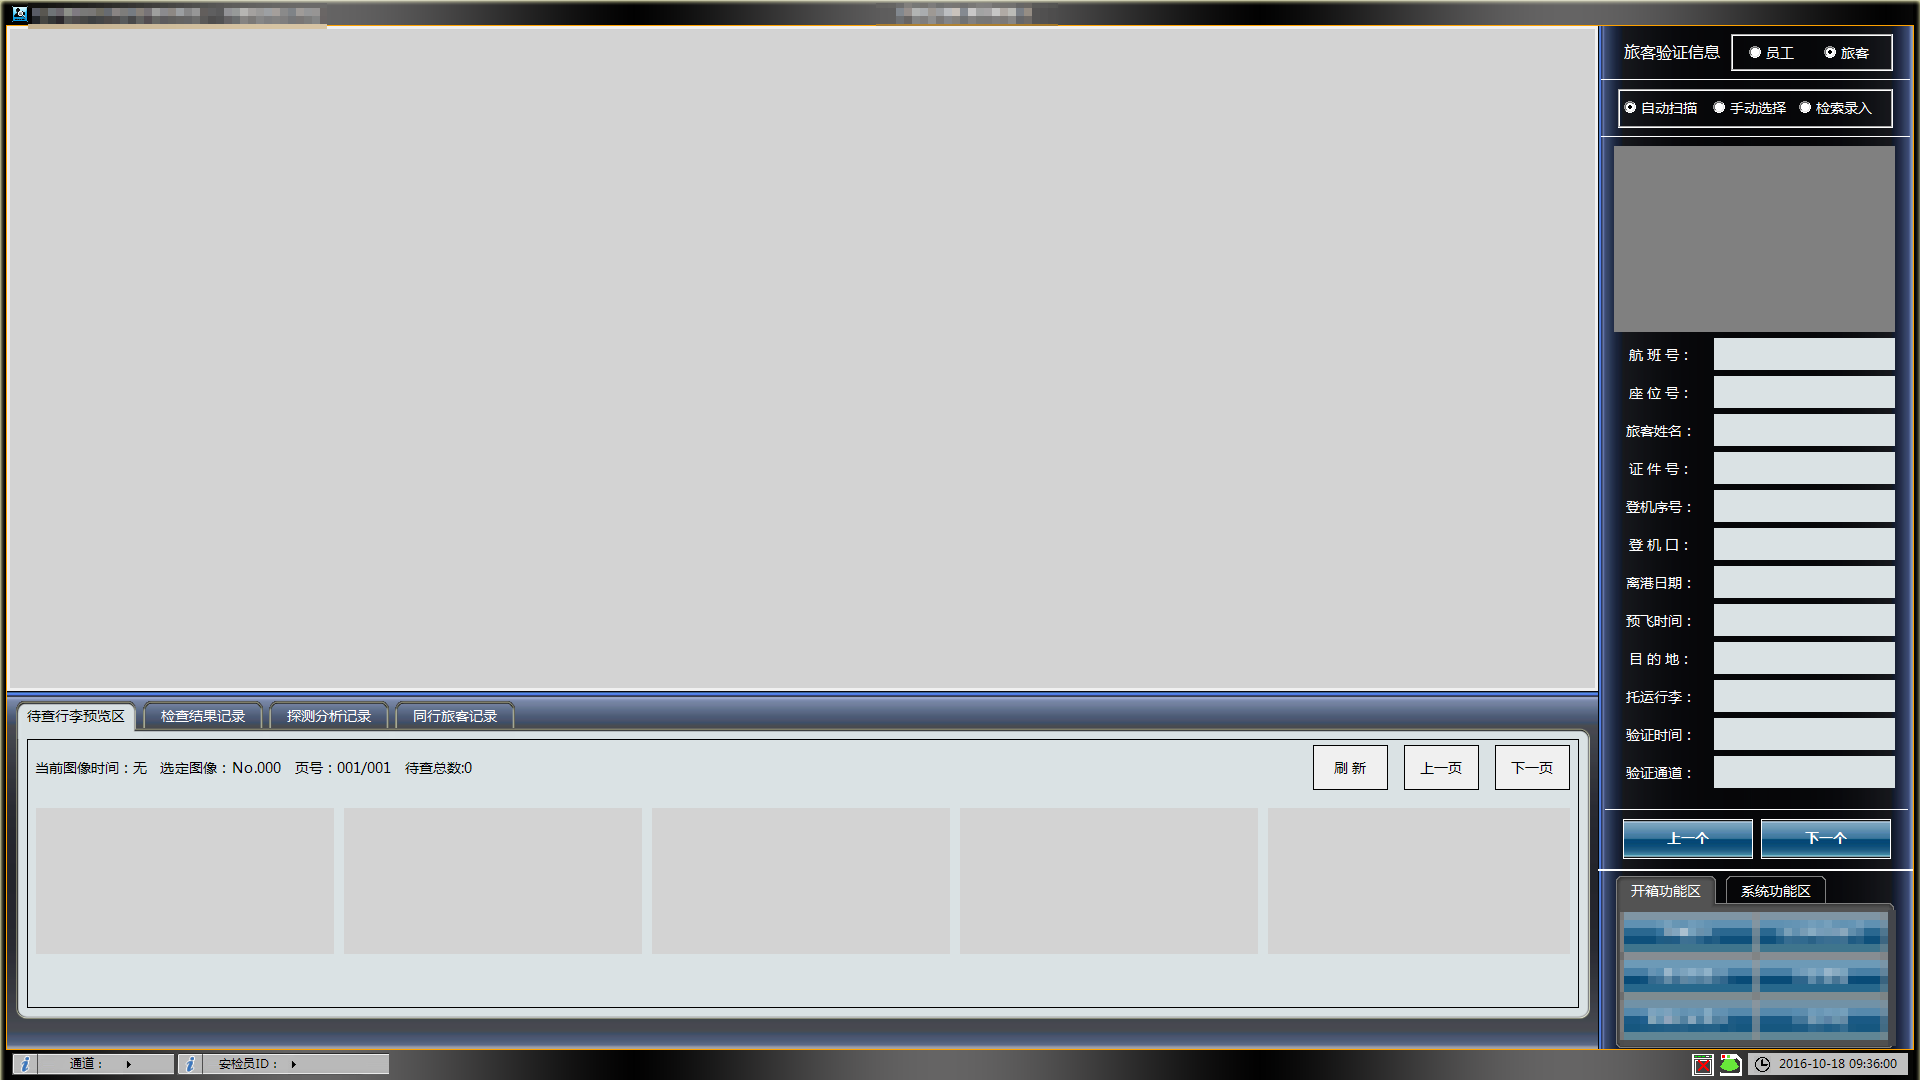 旅客验证信息 员工 旅客
自动扫描 手动选择 检索录入
航 班 号：
座 位 号：
旅客姓名：
证 件 号：
登机序号：
登 机 口：
离港日期：
预飞时间：
目 的 地：
托运行李：
验证时间：
验证通道：
上一个 下一个
开箱功能区 系统功能区
待查行李预览区 检查结果记录 探测分析记录 同行旅客记录
当前图像时间：无 选定图像：No.000 页号：001/001 待查总数:0 刷 新 上一页 下一页
通道： 安检员ID： 2016-10-18 09:36:00